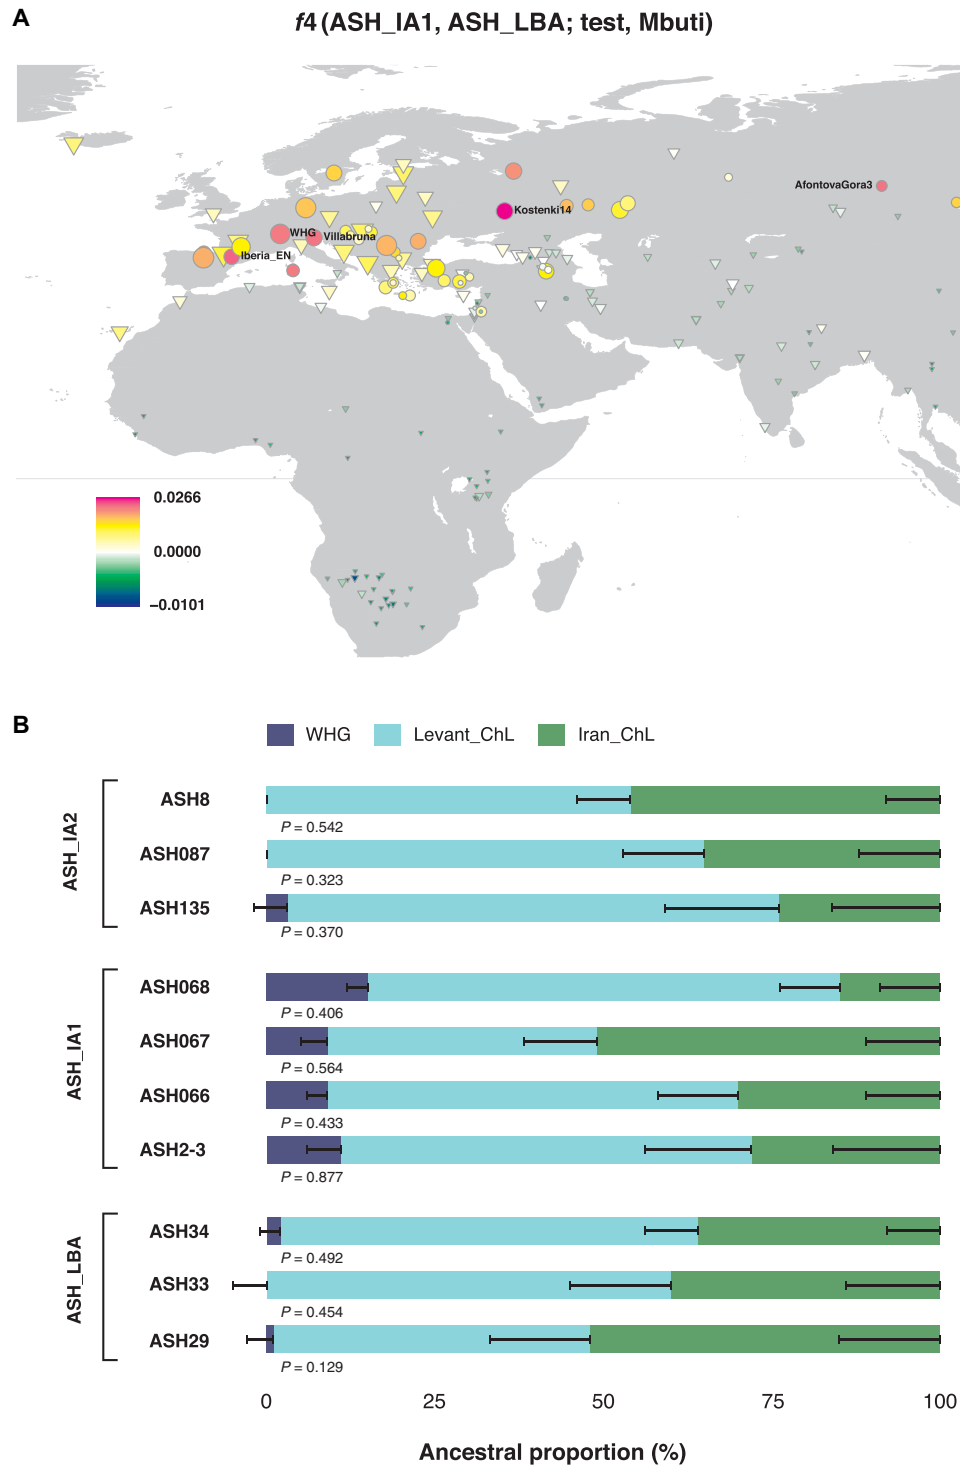 A
f4 (ASH_IA1, ASH_LBA; test, Mbuti)
AfontovaGora3
Kostenki14
WHG
Villabruna
Iberia_EN
0.0266
0.0000
−0.0101
B
WHG
Levant_ChL
Iran_ChL
ASH_IA2
ASH8
P = 0.542
ASH087
P = 0.323
ASH135
P = 0.370
ASH_IA1
ASH068
P = 0.406
ASH067
P = 0.564
ASH066
P = 0.433
ASH2-3
P = 0.877
ASH_LBA
ASH34
P = 0.492
ASH33
P = 0.454
ASH29
P = 0.129
0 25 50 75 100
Ancestral proportion (%)